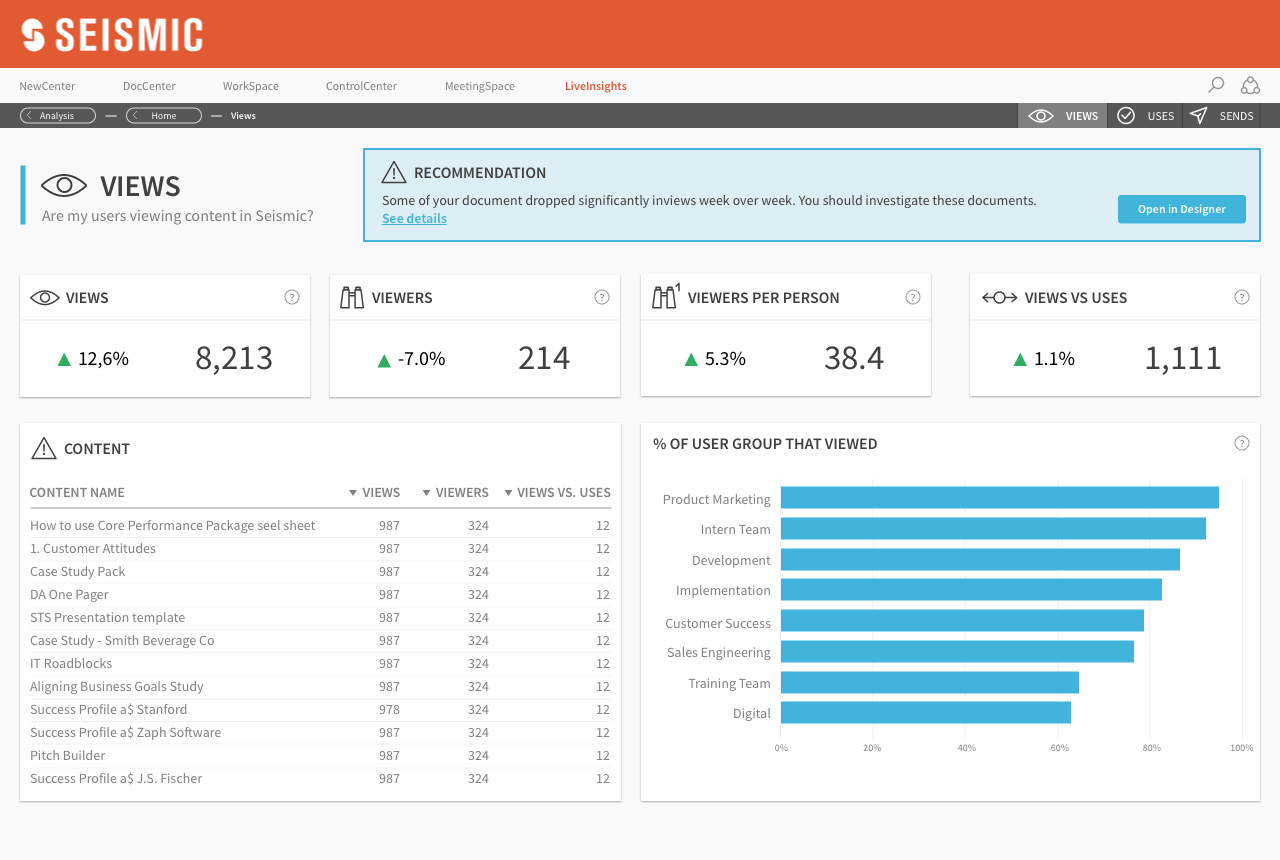 SEISMIC
NewCenter DocCenter WorkSpace ControlCenter MeetingSpace LiveInsights
Analysis — Home — Views VIEWS USES SENDS
VIEWS
Are my users viewing content in Seismic?
RECOMMENDATION
Some of your document dropped significantly inviews week over week. You should investigate these documents.
See details
Open in Designer
VIEWS ?
12,6% 8,213
VIEWERS ?
-7.0% 214
1 VIEWERS PER PERSON ?
5.3% 38.4
VIEWS VS USES ?
1.1% 1,111
CONTENT
CONTENT NAME VIEWS VIEWERS VIEWS VS. USES
How to use Core Performance Package seel sheet 987 324 12
1. Customer Attitudes 987 324 12
Case Study Pack 987 324 12
DA One Pager 987 324 12
STS Presentation template 987 324 12
Case Study - Smith Beverage Co 987 324 12
IT Roadblocks 987 324 12
Aligning Business Goals Study 987 324 12
Success Profile a$ Stanford 978 324 12
Success Profile a$ Zaph Software 987 324 12
Pitch Builder 987 324 12
Success Profile a$ J.S. Fischer 987 324 12
% OF USER GROUP THAT VIEWED ?
Product Marketing
Intern Team
Development
Implementation
Customer Success
Sales Engineering
Training Team
Digital
0% 20% 40% 60% 80% 100%